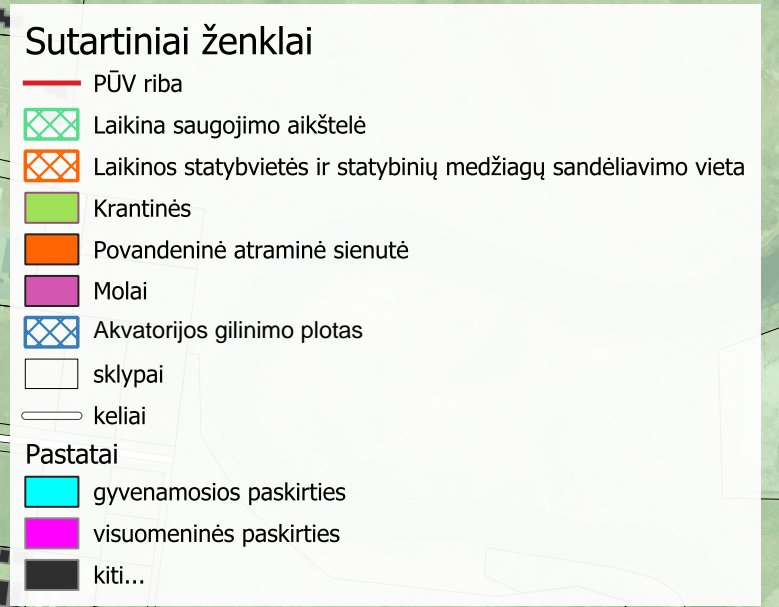 Sutartiniai ženklai
PŪV riba
Laikina saugojimo aikštelė
Laikinos statybvietės ir statybinių medžiagų sandėliavimo vieta
Krantinės
Povandeninė atraminė sienutė
Molai
Akvatorijos gilinimo plotas
sklypai
keliai
Pastatai
gyvenamosios paskirties
visuomeninės paskirties
kiti...